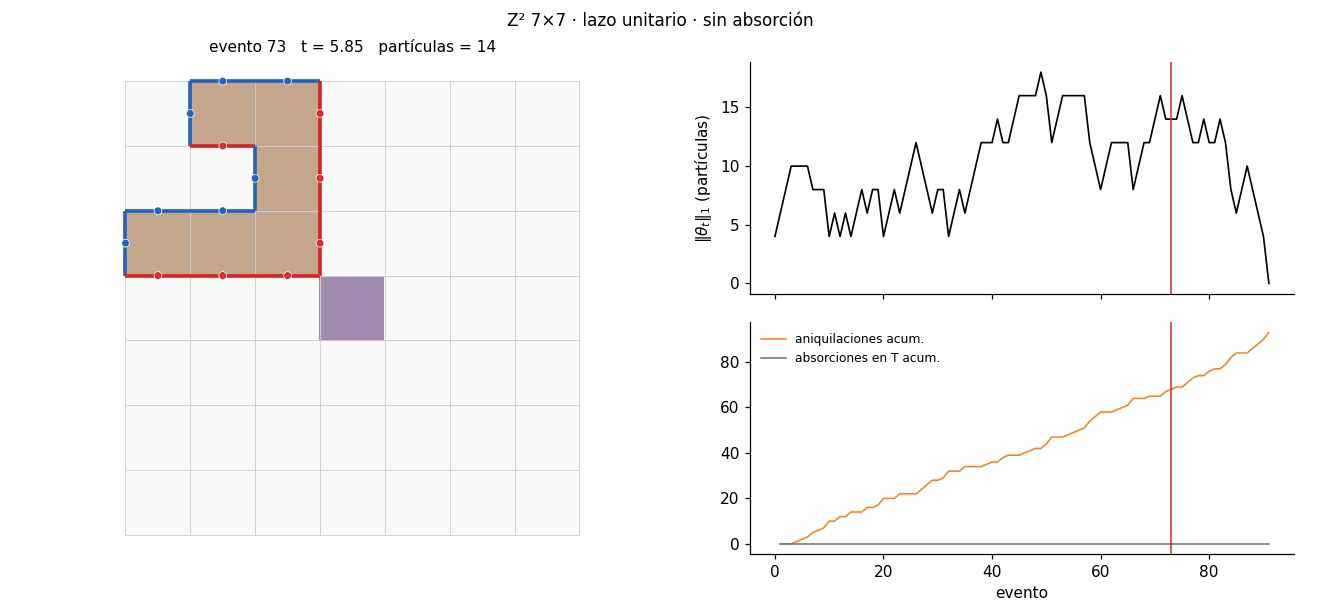 Z² 7×7 · lazo unitario · sin absorción
evento 73   t = 5.85   partículas = 14
‖θₜ‖₁ (partículas)
15
10
5
0
aniquilaciones acum.
absorciones en T acum.
80
60
40
20
0
0 20 40 60 80
evento